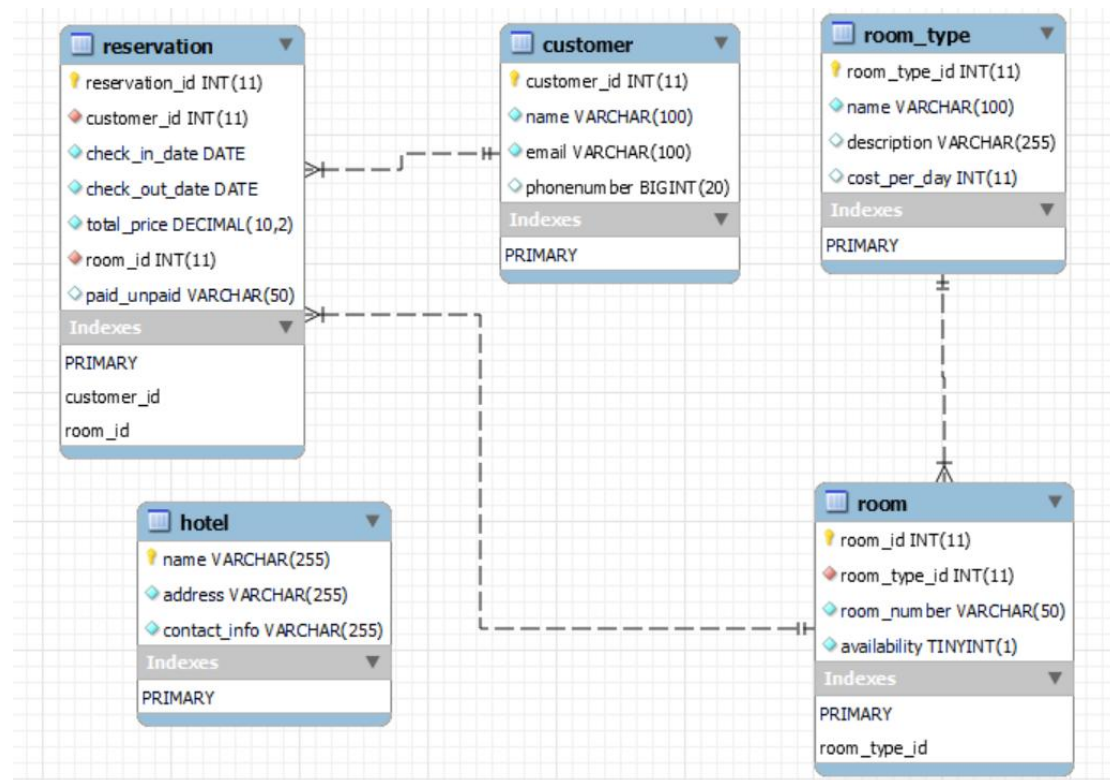 reservation
reservation_id INT(11)
customer_id INT(11)
check_in_date DATE
check_out_date DATE
total_price DECIMAL(10,2)
room_id INT(11)
paid_unpaid VARCHAR(50)
Indexes
PRIMARY
customer_id
room_id
customer
customer_id INT(11)
name VARCHAR(100)
email VARCHAR(100)
phonenumber BIGINT(20)
Indexes
PRIMARY
room_type
room_type_id INT(11)
name VARCHAR(100)
description VARCHAR(255)
cost_per_day INT(11)
Indexes
PRIMARY
hotel
name VARCHAR(255)
address VARCHAR(255)
contact_info VARCHAR(255)
Indexes
PRIMARY
room
room_id INT(11)
room_type_id INT(11)
room_number VARCHAR(50)
availability TINYINT(1)
Indexes
PRIMARY
room_type_id